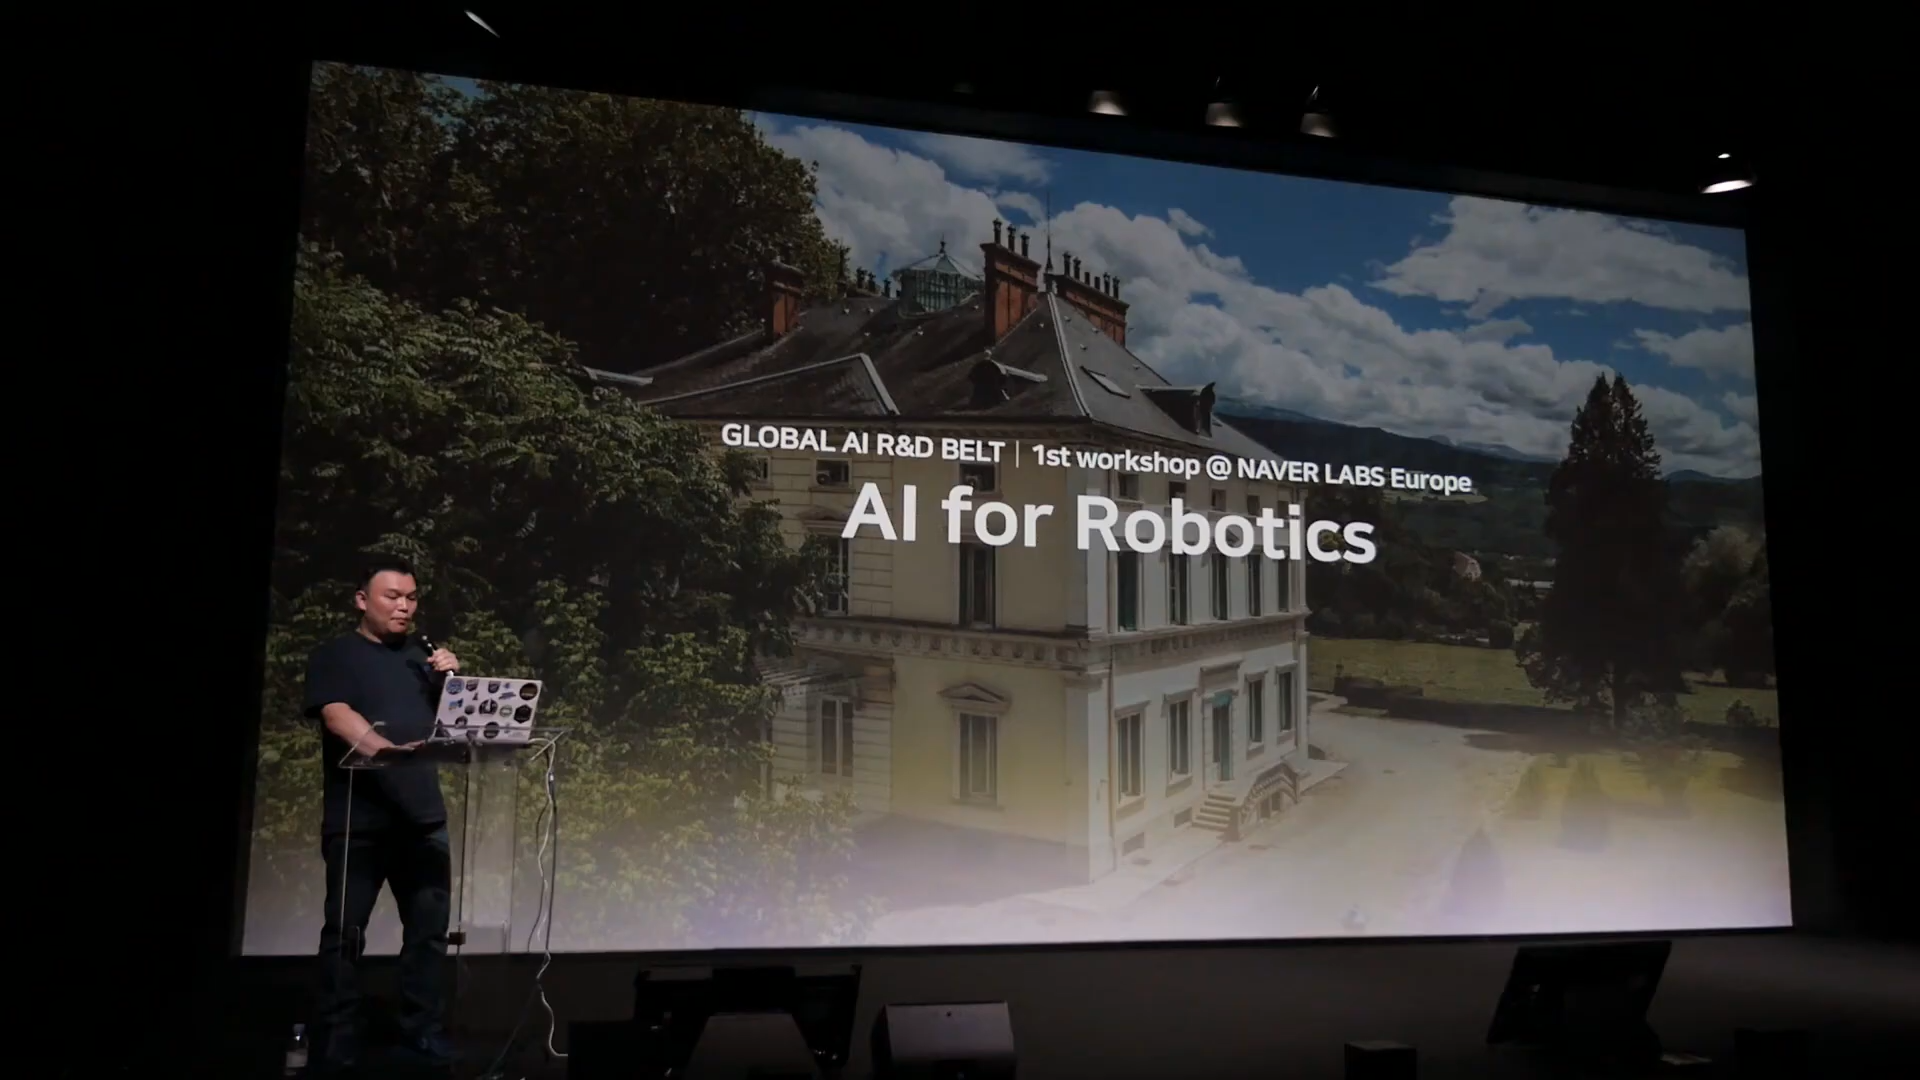 GLOBAL AI R&D BELT | 1st workshop @ NAVER LABS Europe
AI for Robotics